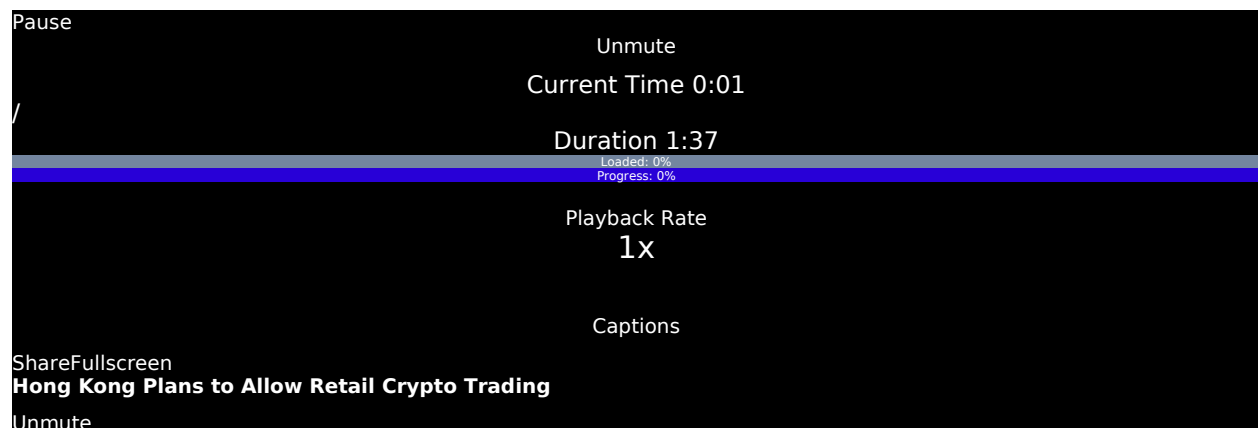 Pause
Unmute
Current Time 0:01
/
Duration 1:37
Loaded: 0%
Progress: 0%
Playback Rate
1x
Captions
ShareFullscreen
Hong Kong Plans to Allow Retail Crypto Trading
Unmute